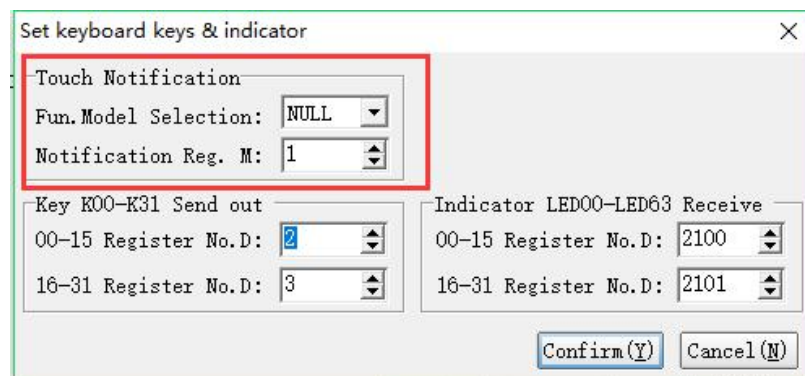 Set keyboard keys & indicator
Touch Notification
Fun.Model Selection: NULL
Notification Reg. M: 1
Key K00-K31 Send out
00-15 Register No.D: 2
16-31 Register No.D: 3
Indicator LED00-LED63 Receive
00-15 Register No.D: 2100
16-31 Register No.D: 2101
Confirm(Y) Cancel(N)